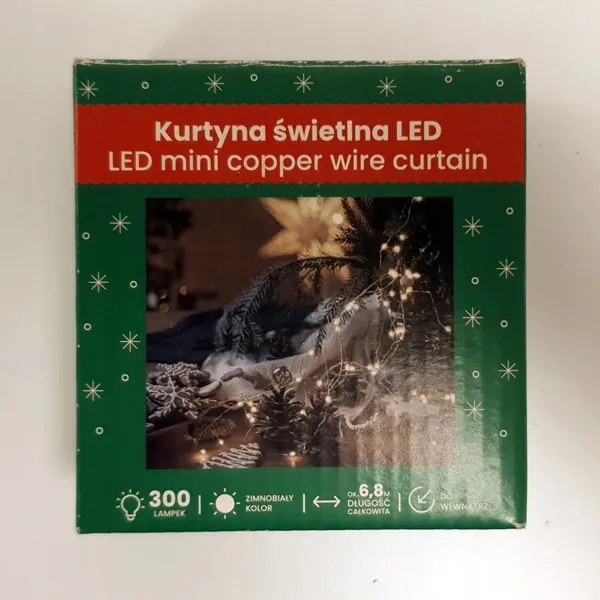 Kurtyna świetlna LED
LED mini copper wire curtain
300
LAMPEK
ZIMNOBIAŁY
KOLOR
OK. 6,8 M
DŁUGOŚĆ
CAŁKOWITA
DO
WEWNĄTRZ